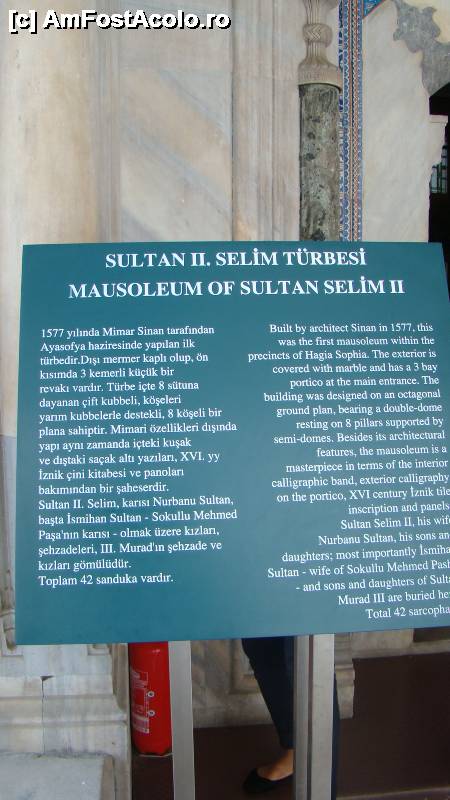 [c] AmFostAcolo.ro
SULTAN II. SELİM TÜRBESİ
MAUSOLEUM OF SULTAN SELİM II
1577 yılında Mimar Sinan tarafından
Ayasofya haziresinde yapılan ilk
türbedir.Dışı mermer kaplı olup, ön
kısımda 3 kemerli küçük bir
revakı vardır. Türbe içte 8 sütuna
dayanan çift kubbeli, köşeleri
yarım kubbelerle destekli, 8 köşeli bir
plana sahiptir. Mimari özellikleri dışında
yapı aynı zamanda içteki kuşak
ve dıştaki saçak altı yazıları, XVI. yy
İznik çini kitabesi ve panoları
bakımından bir şaheserdir.
Sultan II. Selim, karısı Nurbanu Sultan,
başta İsmihan Sultan - Sokullu Mehmed
Paşa'nın karısı - olmak üzere kızları,
şehzadeleri, III. Murad'ın şehzade ve
kızları gömülüdür.
Toplam 42 sanduka vardır.
Built by architect Sinan in 1577, this
was the first mausoleum within the
precincts of Hagia Sophia. The exterior is
covered with marble and has a 3 bay
portico at the main entrance. The
building was designed on an octagonal
ground plan, bearing a double-dome
resting on 8 pillars supported by
semi-domes. Besides its architectural
features, the mausoleum is a
masterpiece in terms of the interior
calligraphic band, exterior calligraphy
on the portico, XVI century İznik tile
inscription and panels
Sultan Selim II, his wife
Nurbanu Sultan, his sons an
daughters; most importantly İsmiha
Sultan - wife of Sokullu Mehmed Pash
- and sons and daughters of Sulta
Murad III are buried he
Total 42 sarcopha